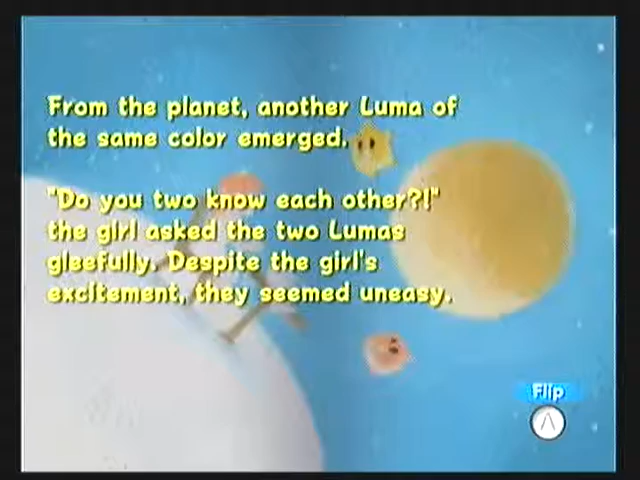 From the planet, another Luma of
the same color emerged.
"Do you two know each other?!"
the girl asked the two Lumas
gleefully. Despite the girl's
excitement, they seemed uneasy.
Flip
A